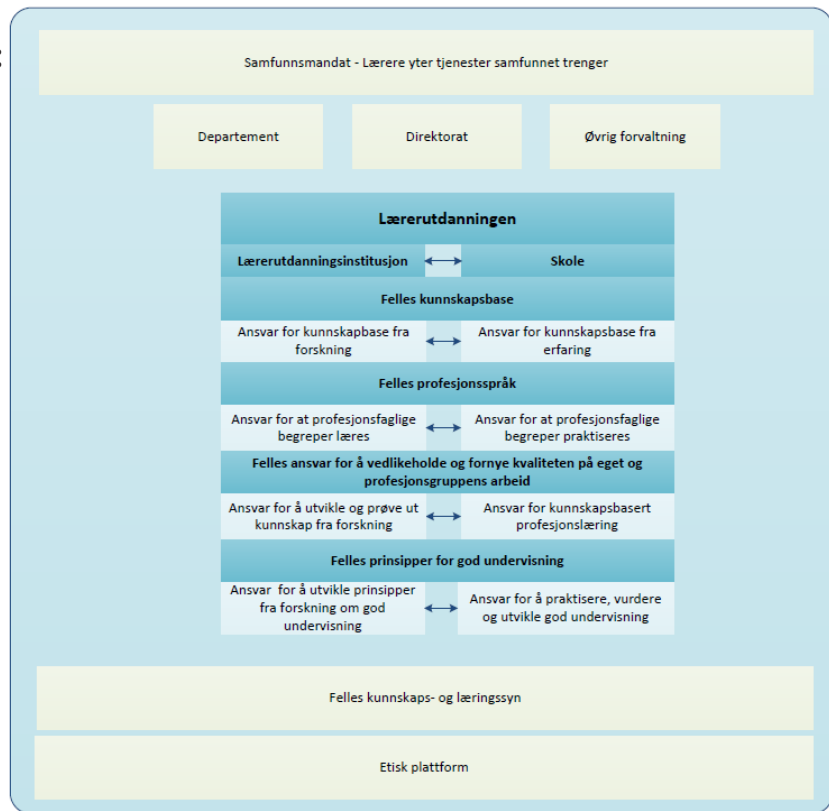 :
Samfunnsmandat - Lærere yter tjenester samfunnet trenger
Departement
Direktorat
Øvrig forvaltning
Lærerutdanningen
Lærerutdanningsinstitusjon
Skole
Felles kunnskapsbase
Ansvar for kunnskapbase fra
forskning
Ansvar for kunnskapsbase fra
erfaring
Felles profesjonsspråk
Ansvar for at profesjonsfaglige
begreper læres
Ansvar for at profesjonsfaglige
begreper praktiseres
Felles ansvar for å vedlikeholde og fornye kvaliteten på eget og
profesjonsgruppens arbeid
Ansvar for å utvikle og prøve ut
kunnskap fra forskning
Ansvar for kunnskapsbasert
profesjonslæring
Felles prinsipper for god undervisning
Ansvar for å utvikle prinsipper
fra forskning om god
undervisning
Ansvar for å praktisere, vurdere
og utvikle god undervisning
Felles kunnskaps- og læringssyn
Etisk plattform